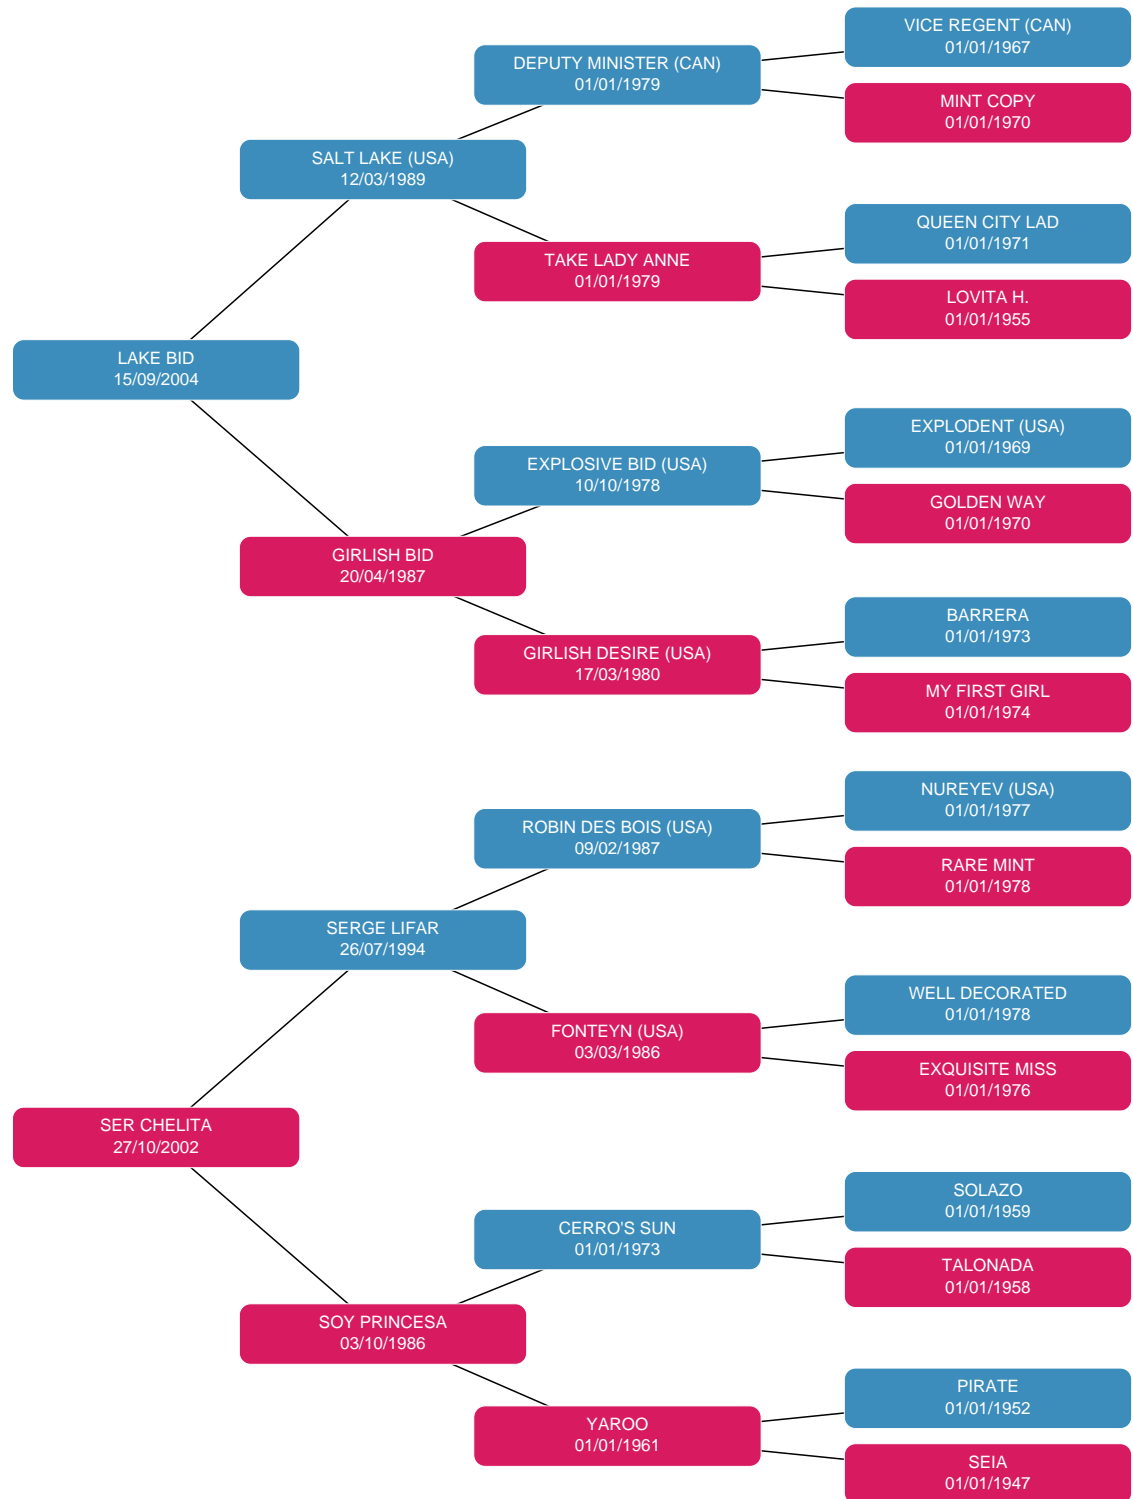 VICE REGENT (CAN)
01/01/1967
DEPUTY MINISTER (CAN)
01/01/1979
MINT COPY
01/01/1970
SALT LAKE (USA)
12/03/1989
QUEEN CITY LAD
01/01/1971
TAKE LADY ANNE
01/01/1979
LOVITA H.
01/01/1955
LAKE BID
15/09/2004
EXPLODENT (USA)
01/01/1969
EXPLOSIVE BID (USA)
10/10/1978
GOLDEN WAY
01/01/1970
GIRLISH BID
20/04/1987
BARRERA
01/01/1973
GIRLISH DESIRE (USA)
17/03/1980
MY FIRST GIRL
01/01/1974
NUREYEV (USA)
01/01/1977
ROBIN DES BOIS (USA)
09/02/1987
RARE MINT
01/01/1978
SERGE LIFAR
26/07/1994
WELL DECORATED
01/01/1978
FONTEYN (USA)
03/03/1986
EXQUISITE MISS
01/01/1976
SER CHELITA
27/10/2002
SOLAZO
01/01/1959
CERRO'S SUN
01/01/1973
TALONADA
01/01/1958
SOY PRINCESA
03/10/1986
PIRATE
01/01/1952
YAROO
01/01/1961
SEIA
01/01/1947